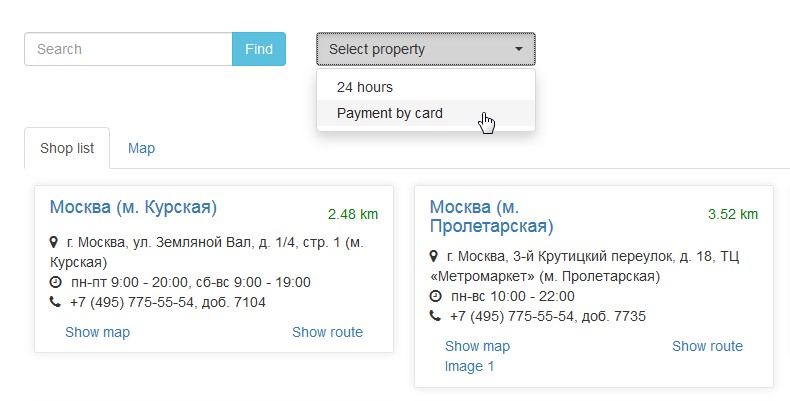 Search
Find
Select property
24 hours
Payment by card
Shop list
Map
Москва (м. Курская)
2.48 km
г. Москва, ул. Земляной Вал, д. 1/4, стр. 1 (м.
Курская)
пн-пт 9:00 - 20:00, сб-вс 9:00 - 19:00
+7 (495) 775-55-54, доб. 7104
Show map
Show route
Москва (м.
Пролетарская)
3.52 km
г. Москва, 3-й Крутицкий переулок, д. 18, ТЦ
«Метромаркет» (м. Пролетарская)
пн-вс 10:00 - 22:00
+7 (495) 775-55-54, доб. 7735
Show map
Show route
Image 1